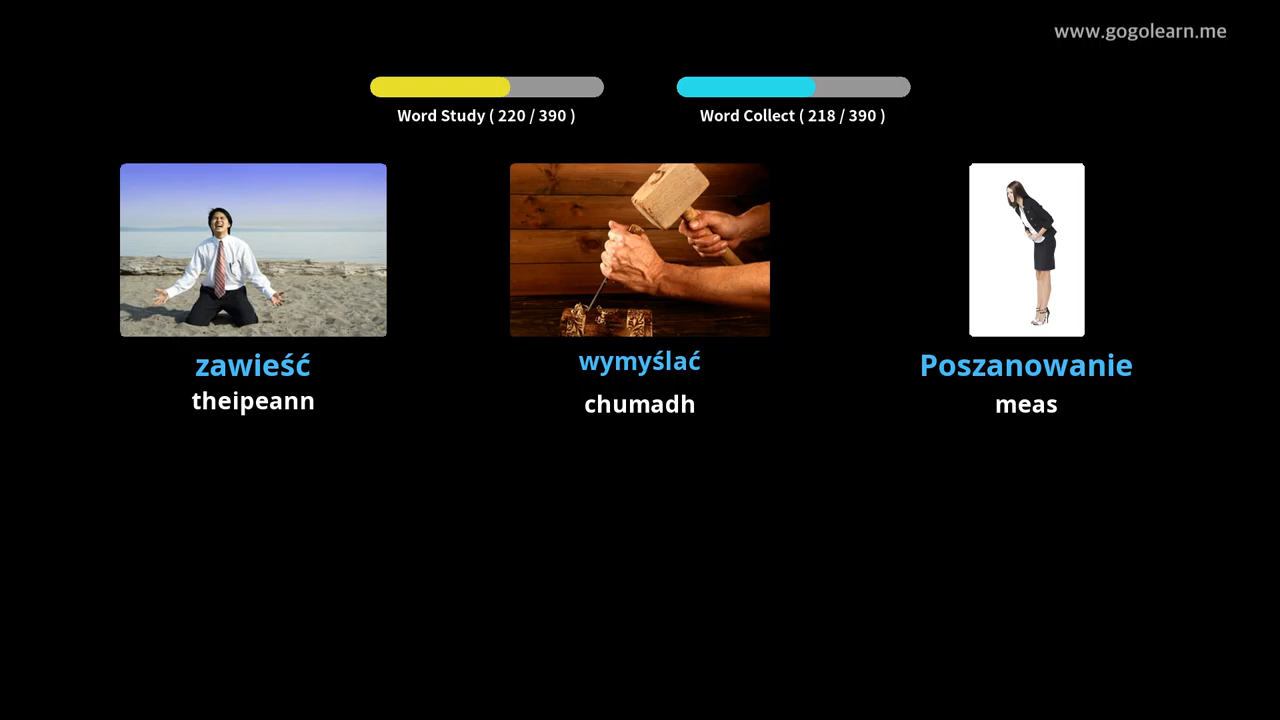 www.gogolearn.me
Word Study ( 220 / 390 )
Word Collect ( 218 / 390 )
zawieść
theipeann
wymyślać
chumadh
Poszanowanie
meas